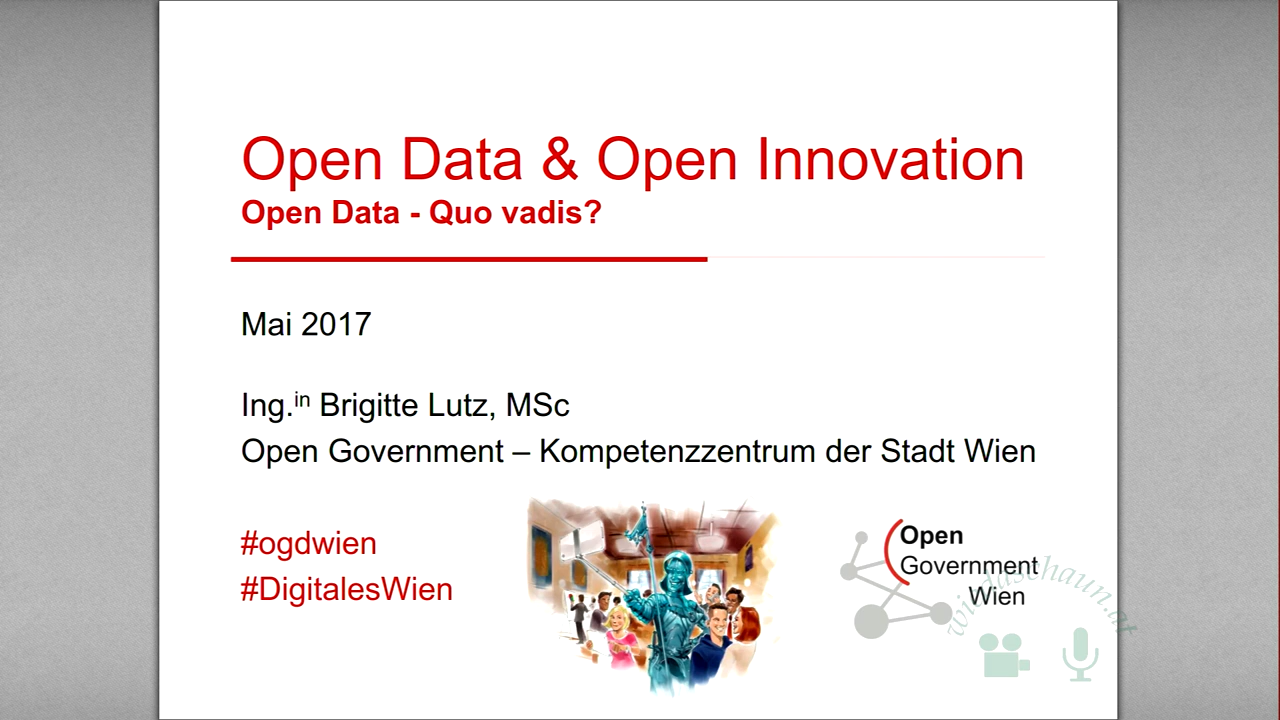 Open Data & Open Innovation
Open Data - Quo vadis?
Mai 2017
Ing.in Brigitte Lutz, MSc
Open Government – Kompetenzzentrum der Stadt Wien
#ogdwien
#DigitalesWien
Open
Government
Wien